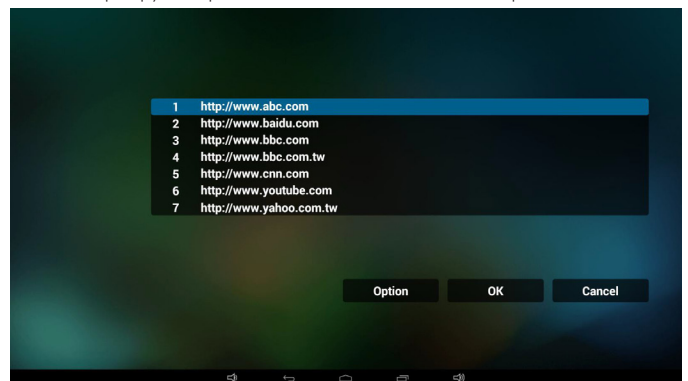 1 http://www.abc.com
2 http://www.baidu.com
3 http://www.bbc.com
4 http://www.bbc.com.tw
5 http://www.cnn.com
6 http://www.youtube.com
7 http://www.yahoo.com.tw
Option OK Cancel